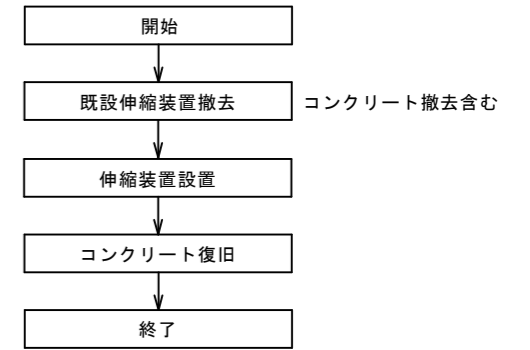 開始
既設伸縮装置撤去 コンクリート撤去含む
伸縮装置設置
コンクリート復旧
終了